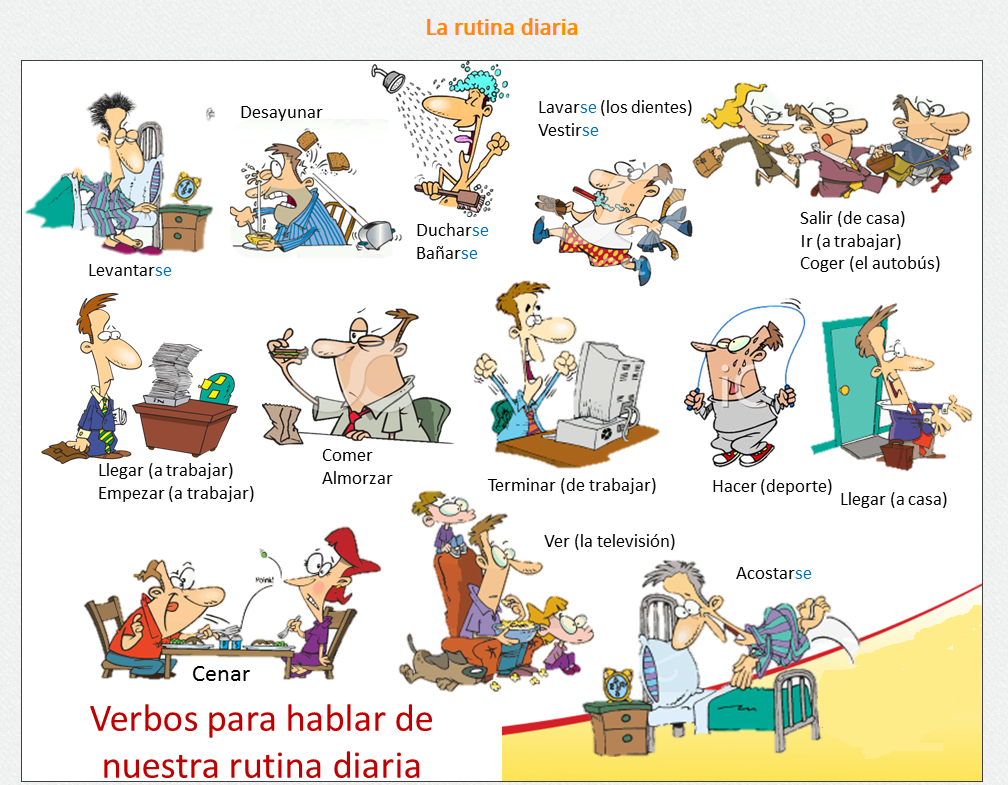 La rutina diaria
Levantarse
Desayunar
Ducharse
Bañarse
Lavarse (los dientes)
Vestirse
Salir (de casa)
Ir (a trabajar)
Coger (el autobús)
Llegar (a trabajar)
Empezar (a trabajar)
Comer
Almorzar
Terminar (de trabajar)
Hacer (deporte)
Llegar (a casa)
Poink!
Cenar
Ver (la televisión)
Acostarse
Verbos para hablar de
nuestra rutina diaria